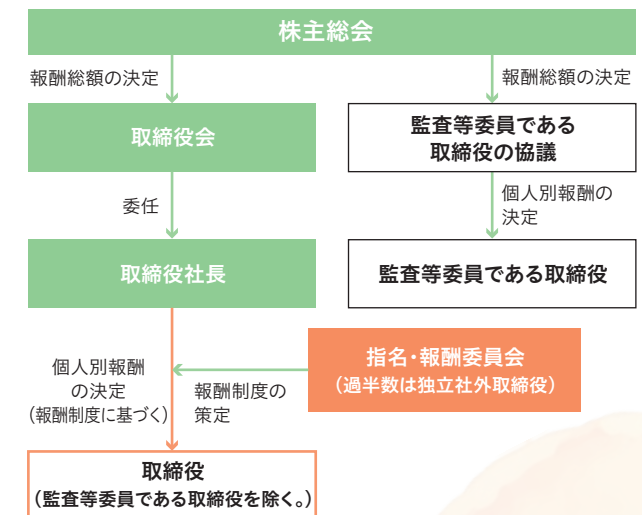 株主総会
報酬総額の決定
報酬総額の決定
取締役会
監査等委員である
取締役の協議
委任
個人別報酬の
決定
取締役社長
監査等委員である取締役
指名・報酬委員会
（過半数は独立社外取締役）
個人別報酬
の決定
（報酬制度に基づく）
報酬制度の
策定
取締役
（監査等委員である取締役を除く。）